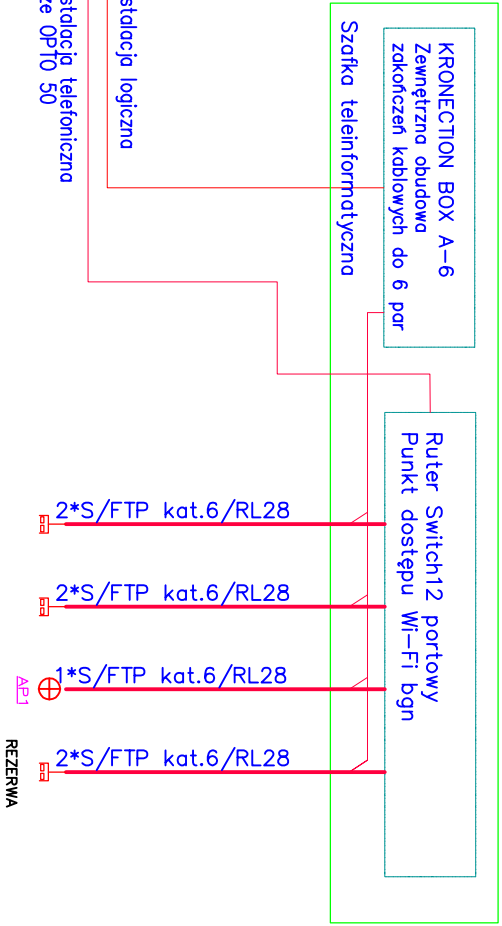 KRONECTION BOX A-6
Zewnętrzna obudowa
zakończeń kablowych do 6 par
Szafka teleinformatyczna
stalacja logiczna
stalacja telefoniczna
ze OPTO 50
Ruter Switch12 portowy
Punkt dostępu Wi-Fi bgn
2*S/FTP kat.6/RL28
2*S/FTP kat.6/RL28
1*S/FTP kat.6/RL28
AP1
2*S/FTP kat.6/RL28
REZERWA